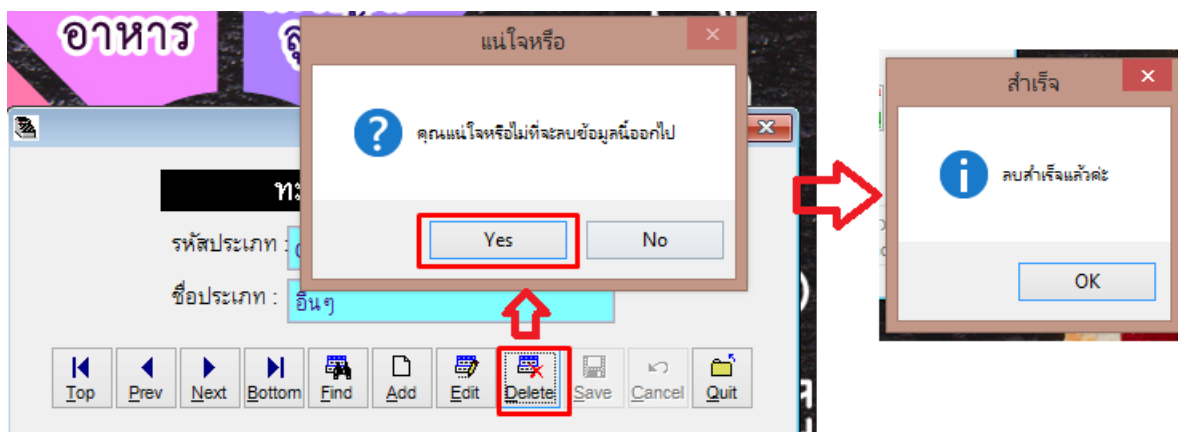 อาหาร
แน่ใจหรือ
คุณแน่ใจหรือไม่ที่จะลบข้อมูลนี้ออกไป
Yes No
รหัสประเภท :
ชื่อประเภท : อื่นๆ
Top Prev Next Bottom Find Add Edit Delete Save Cancel Quit
สำเร็จ
ลบสำเร็จแล้วค่ะ
OK